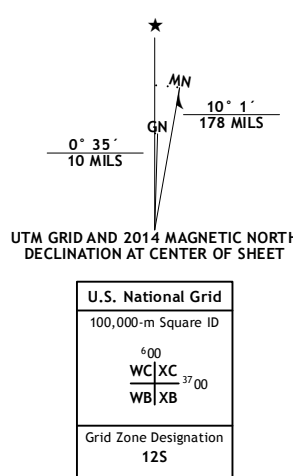 ★
MN
10° 1´
178 MILS
GN
0° 35´
10 MILS
UTM GRID AND 2014 MAGNETIC NORTH
DECLINATION AT CENTER OF SHEET
U.S. National Grid
100,000-m Square ID
600
WC XC
3700
WB XB
Grid Zone Designation
12S